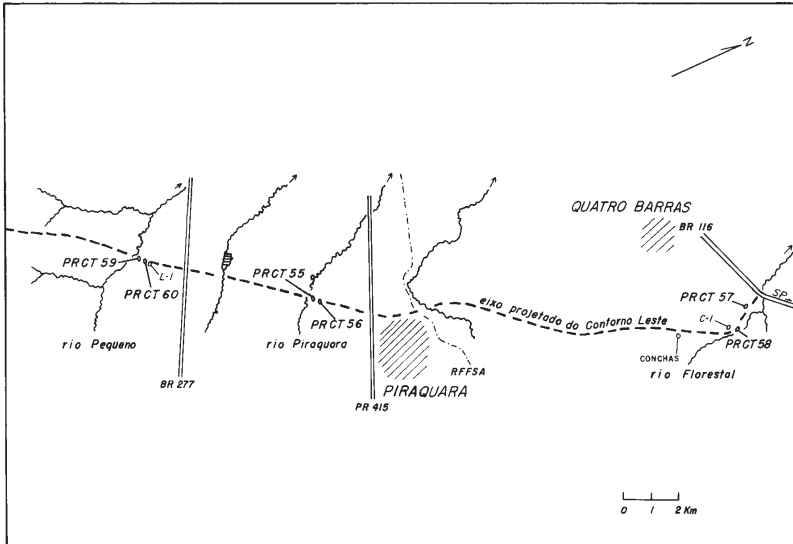 N
QUATRO BARRAS
BR 116
SP
PRCT 59
L-1
PRCT 60
PRCT 55
PRCT 56
PRCT 57
C-1
PRCT 58
eixo projetado do Contorno Leste
rio Pequeno
rio Piraquara
CONCHAS
rio Florestal
RFFSA
BR 277
PIRAQUARA
PR 415
0 1 2 Km